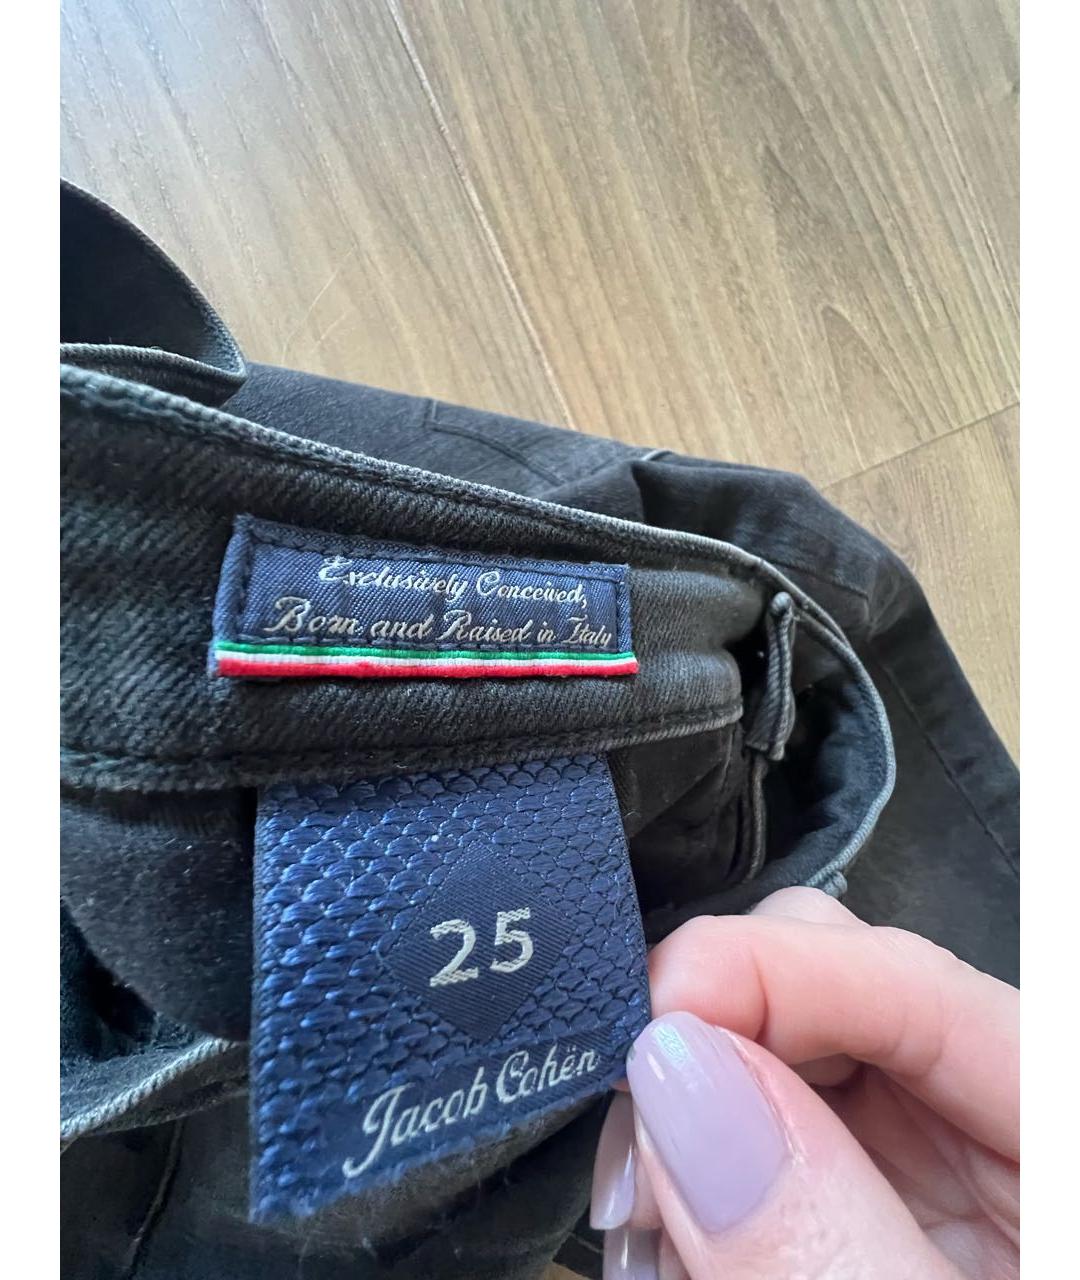 Exclusively Conceived,
Born and Raised in Italy
25
Jacob Cohën